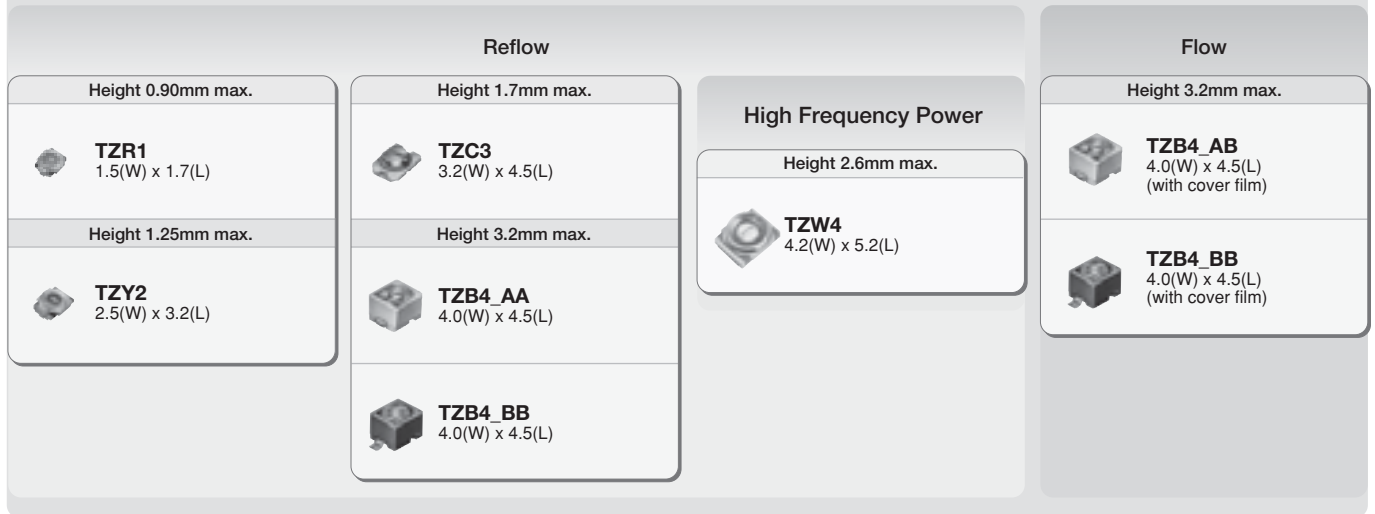 Reflow
Height 0.90mm max.
TZR1
1.5(W) x 1.7(L)
Height 1.25mm max.
TZY2
2.5(W) x 3.2(L)
Height 1.7mm max.
TZC3
3.2(W) x 4.5(L)
Height 3.2mm max.
TZB4_AA
4.0(W) x 4.5(L)
TZB4_BB
4.0(W) x 4.5(L)
High Frequency Power
Height 2.6mm max.
TZW4
4.2(W) x 5.2(L)
Flow
Height 3.2mm max.
TZB4_AB
4.0(W) x 4.5(L)
(with cover film)
TZB4_BB
4.0(W) x 4.5(L)
(with cover film)